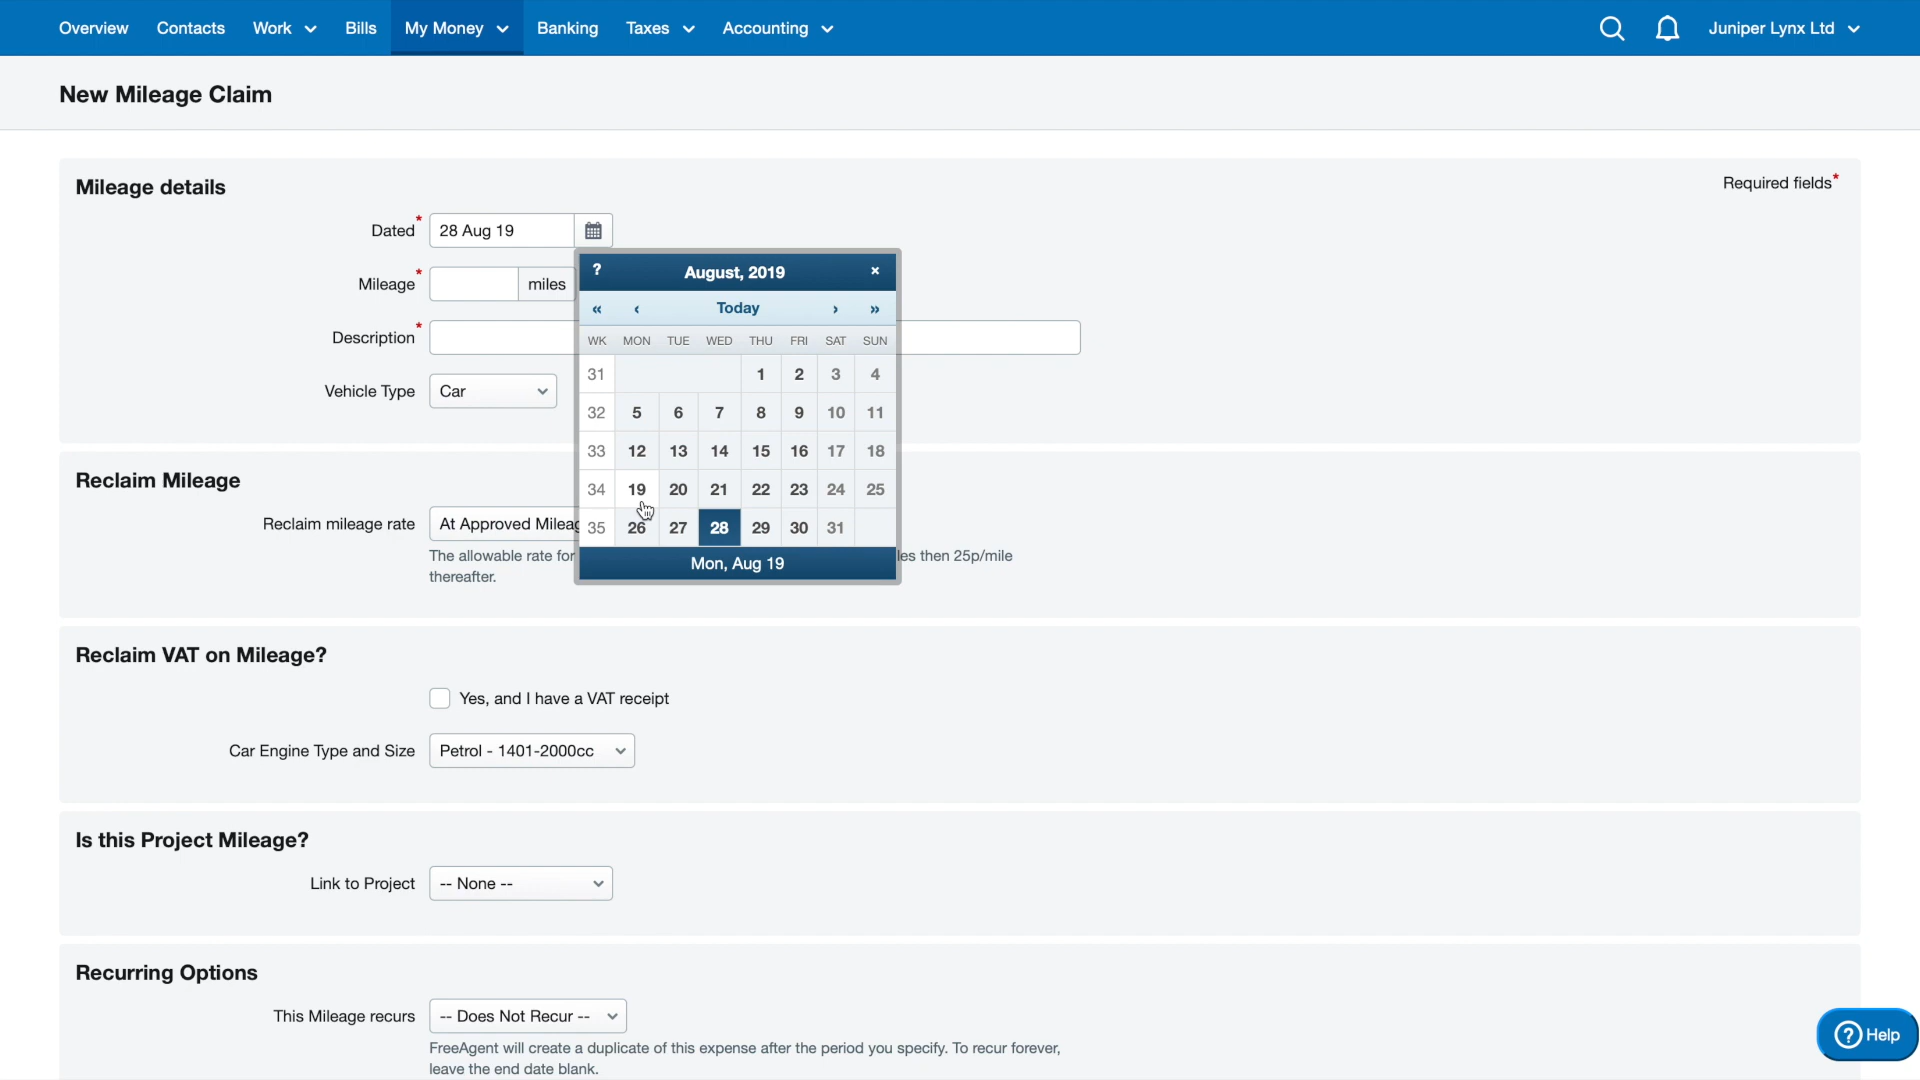 Overview Contacts Work Bills My Money Banking Taxes Accounting Juniper Lynx Ltd
New Mileage Claim
Mileage details
Required fields*
Dated* 28 Aug 19
Mileage* miles
Description*
Vehicle Type Car
? August, 2019 ×
« ‹ Today › »
WK MON TUE WED THU FRI SAT SUN
31 1 2 3 4
32 5 6 7 8 9 10 11
33 12 13 14 15 16 17 18
34 19 20 21 22 23 24 25
35 26 27 28 29 30 31
Mon, Aug 19
Reclaim Mileage
Reclaim mileage rate At Approved
The allowable rate for then 25p/mile
thereafter.
Reclaim VAT on Mileage?
Yes, and I have a VAT receipt
Car Engine Type and Size Petrol - 1401-2000cc
Is this Project Mileage?
Link to Project -- None --
Recurring Options
This Mileage recurs -- Does Not Recur --
FreeAgent will create a duplicate of this expense after the period you specify. To recur forever,
leave the end date blank.
? Help